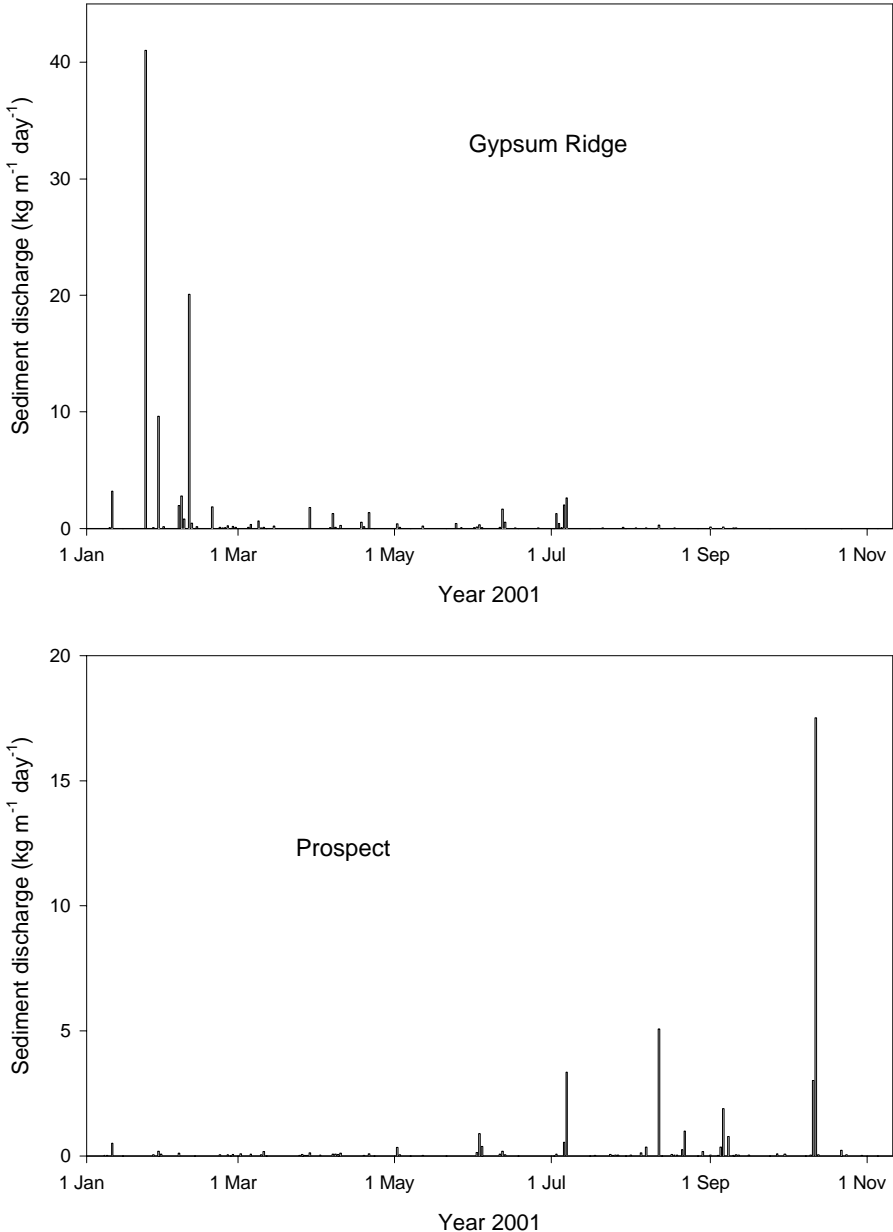 40
30
20
10
0
Sediment discharge (kg m⁻¹ day⁻¹)
Gypsum Ridge
1 Jan 1 Mar 1 May 1 Jul 1 Sep 1 Nov
Year 2001
20
15
10
5
0
Sediment discharge (kg m⁻¹ day⁻¹)
Prospect
1 Jan 1 Mar 1 May 1 Jul 1 Sep 1 Nov
Year 2001